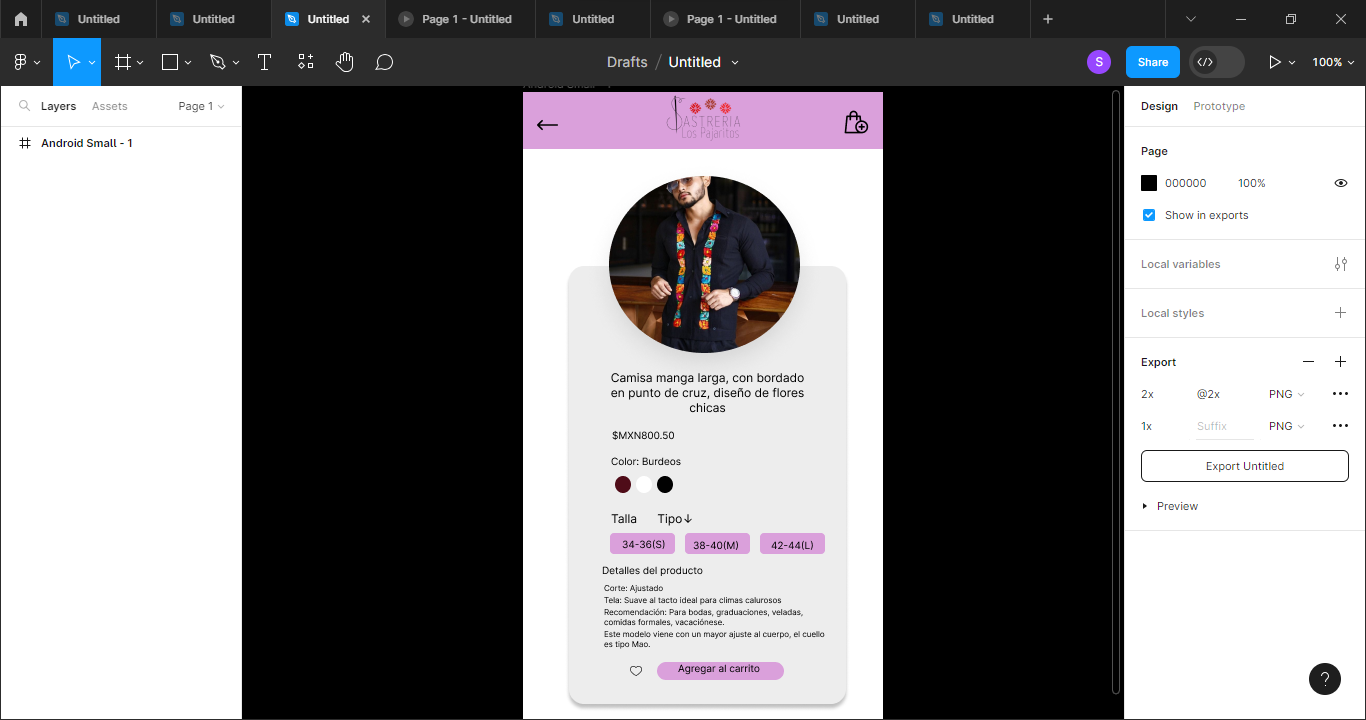 Untitled
Untitled
Untitled
Page 1 - Untitled
Untitled
Page 1 - Untitled
Untitled
Untitled
Drafts / Untitled
S
Share
100%
Layers
Assets
Page 1
Android Small - 1
Android Small - 1
SASTRERIA
Los Pajaritos
Camisa manga larga, con bordado
en punto de cruz, diseño de flores
chicas
$MXN800.50
Color: Burdeos
Talla Tipo↓
34-36(S) 38-40(M) 42-44(L)
Detalles del producto
Corte: Ajustado
Tela: Suave al tacto ideal para climas calurosos
Recomendación: Para bodas, graduaciones, veladas,
comidas formales, vacaciónese.
Este modelo viene con un mayor ajuste al cuerpo, el cuello
es tipo Mao.
Agregar al carrito
Design
Prototype
Page
000000 100%
Show in exports
Local variables
Local styles
Export
2x @2x PNG
1x Suffix PNG
Export Untitled
Preview
?